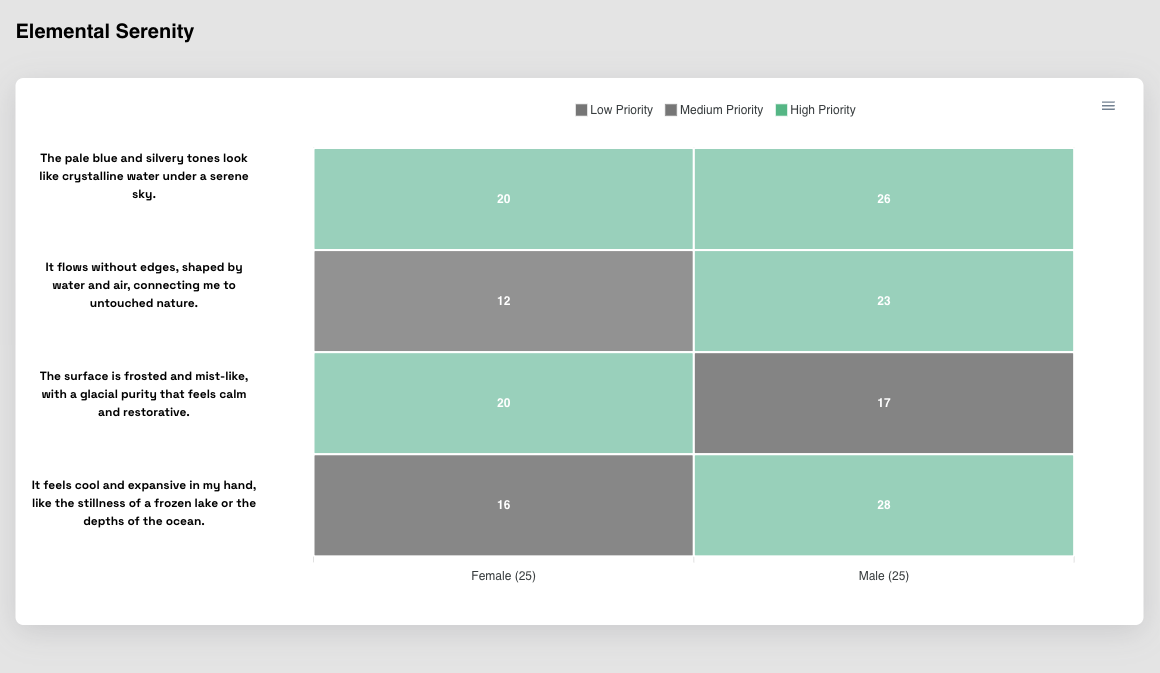 Elemental Serenity
Low Priority
Medium Priority
High Priority
The pale blue and silvery tones look
like crystalline water under a serene
sky.
20
26
It flows without edges, shaped by
water and air, connecting me to
untouched nature.
12
23
The surface is frosted and mist-like,
with a glacial purity that feels calm
and restorative.
20
17
It feels cool and expansive in my hand,
like the stillness of a frozen lake or the
depths of the ocean.
16
28
Female (25)
Male (25)